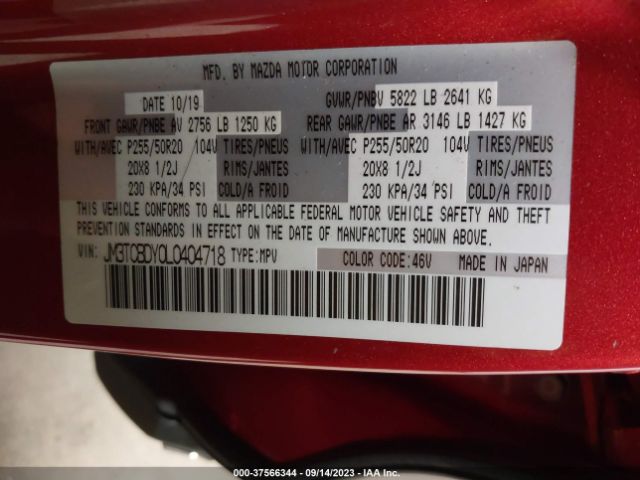 MFD. BY MAZDA MOTOR CORPORATION
DATE 10/19 GVWR/PNBV 5822 LB 2641 KG
FRONT GAWR/PNBE AV 2756 LB 1250 KG REAR GAWR/PNBE AR 3146 LB 1427 KG
WITH/AVEC P255/50R20 104V TIRES/PNEUS WITH/AVEC P255/50R20 104V TIRES/PNEUS
20X8 1/2J RIMS/JANTES 20X8 1/2J RIMS/JANTES
230 KPA/34 PSI COLD/A FROID 230 KPA/34 PSI COLD/A FROID
THIS VEHICLE CONFORMS TO ALL APPLICABLE FEDERAL MOTOR VEHICLE SAFETY AND THEFT
PREVENTION STANDARDS IN EFFECT ON THE DATE OF MANUFACTURE SHOWN ABOVE.
VIN: JM3TCBDY0L0404718 TYPE:MPV COLOR CODE:46V MADE IN JAPAN
000-37566344 - 09/14/2023 - IAA Inc.